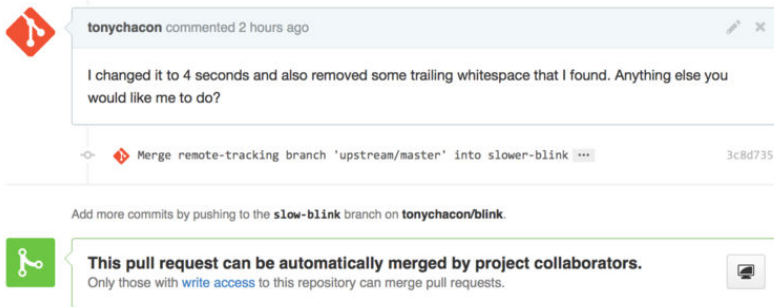 tonychacon commented 2 hours ago
I changed it to 4 seconds and also removed some trailing whitespace that I found. Anything else you
would like me to do?
Merge remote-tracking branch 'upstream/master' into slower-blink ... 3c8d735
Add more commits by pushing to the slow-blink branch on tonychacon/blink.
This pull request can be automatically merged by project collaborators.
Only those with write access to this repository can merge pull requests.